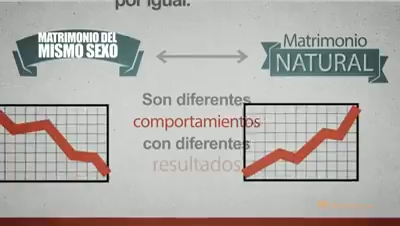 por igual.
MATRIMONIO DEL
MISMO SEXO
Matrimonio
NATURAL
Son diferentes
comportamientos
con diferentes
resultados